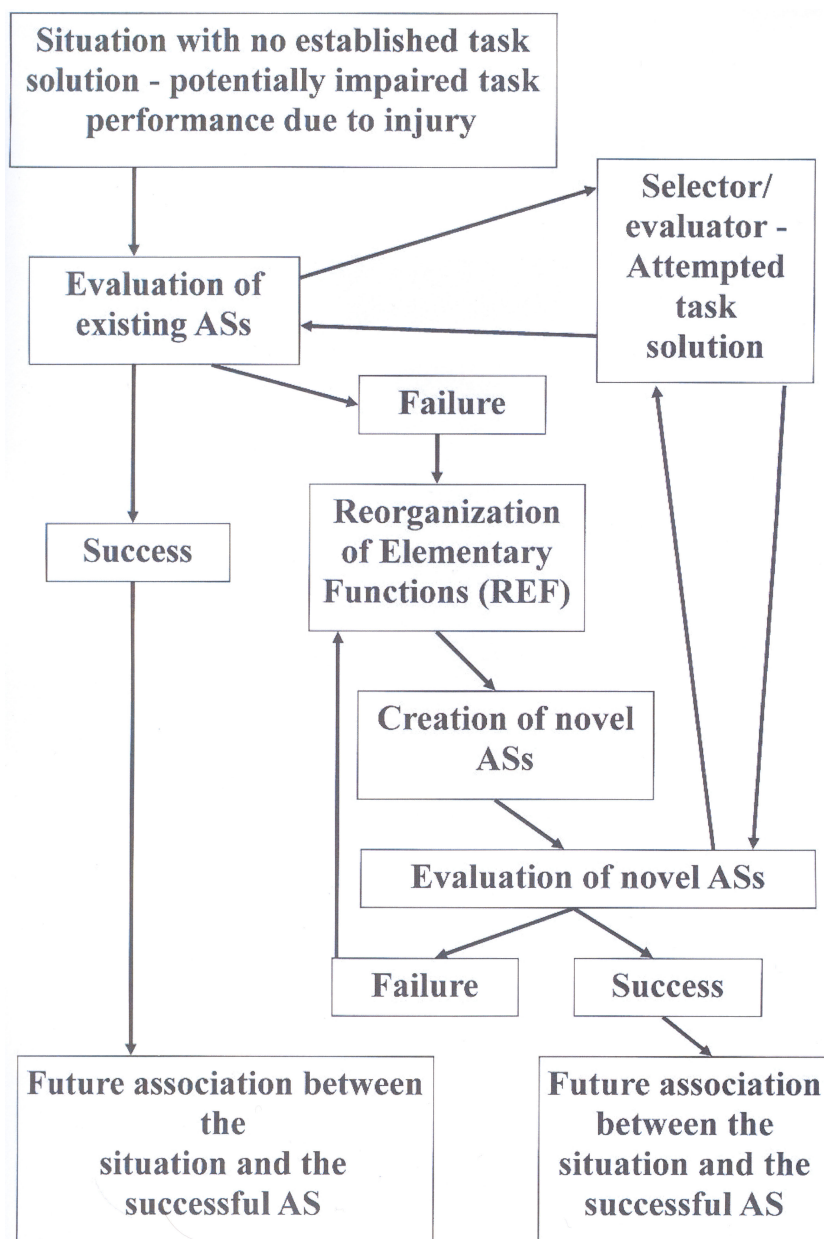 Situation with no established task
solution - potentially impaired task
performance due to injury
Selector/
evaluator -
Attempted
task
solution
Evaluation of
existing ASs
Failure
Reorganization
of Elementary
Functions (REF)
Success
Creation of novel
ASs
Evaluation of novel ASs
Failure
Success
Future association between
the
situation and the
successful AS
Future association
between the
situation and the
successful AS